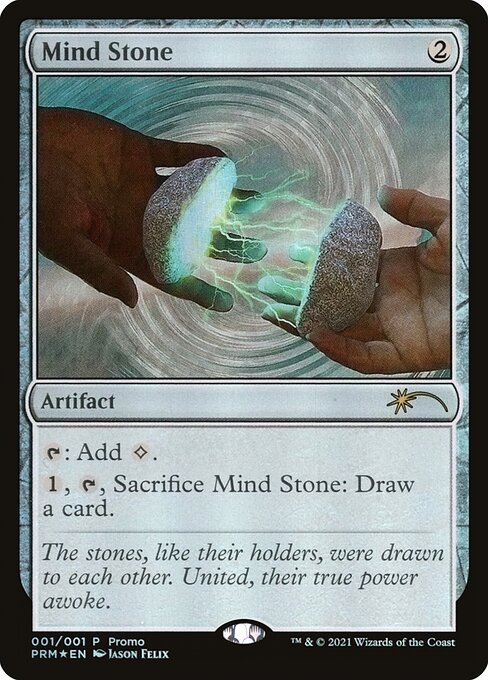 Mind Stone 2
Artifact
: Add .
1, , Sacrifice Mind Stone: Draw
a card.
The stones, like their holders, were drawn
to each other. United, their true power
awoke.
001/001 P Promo
PRM★EN Jason Felix
™ & © 2021 Wizards of the Coast